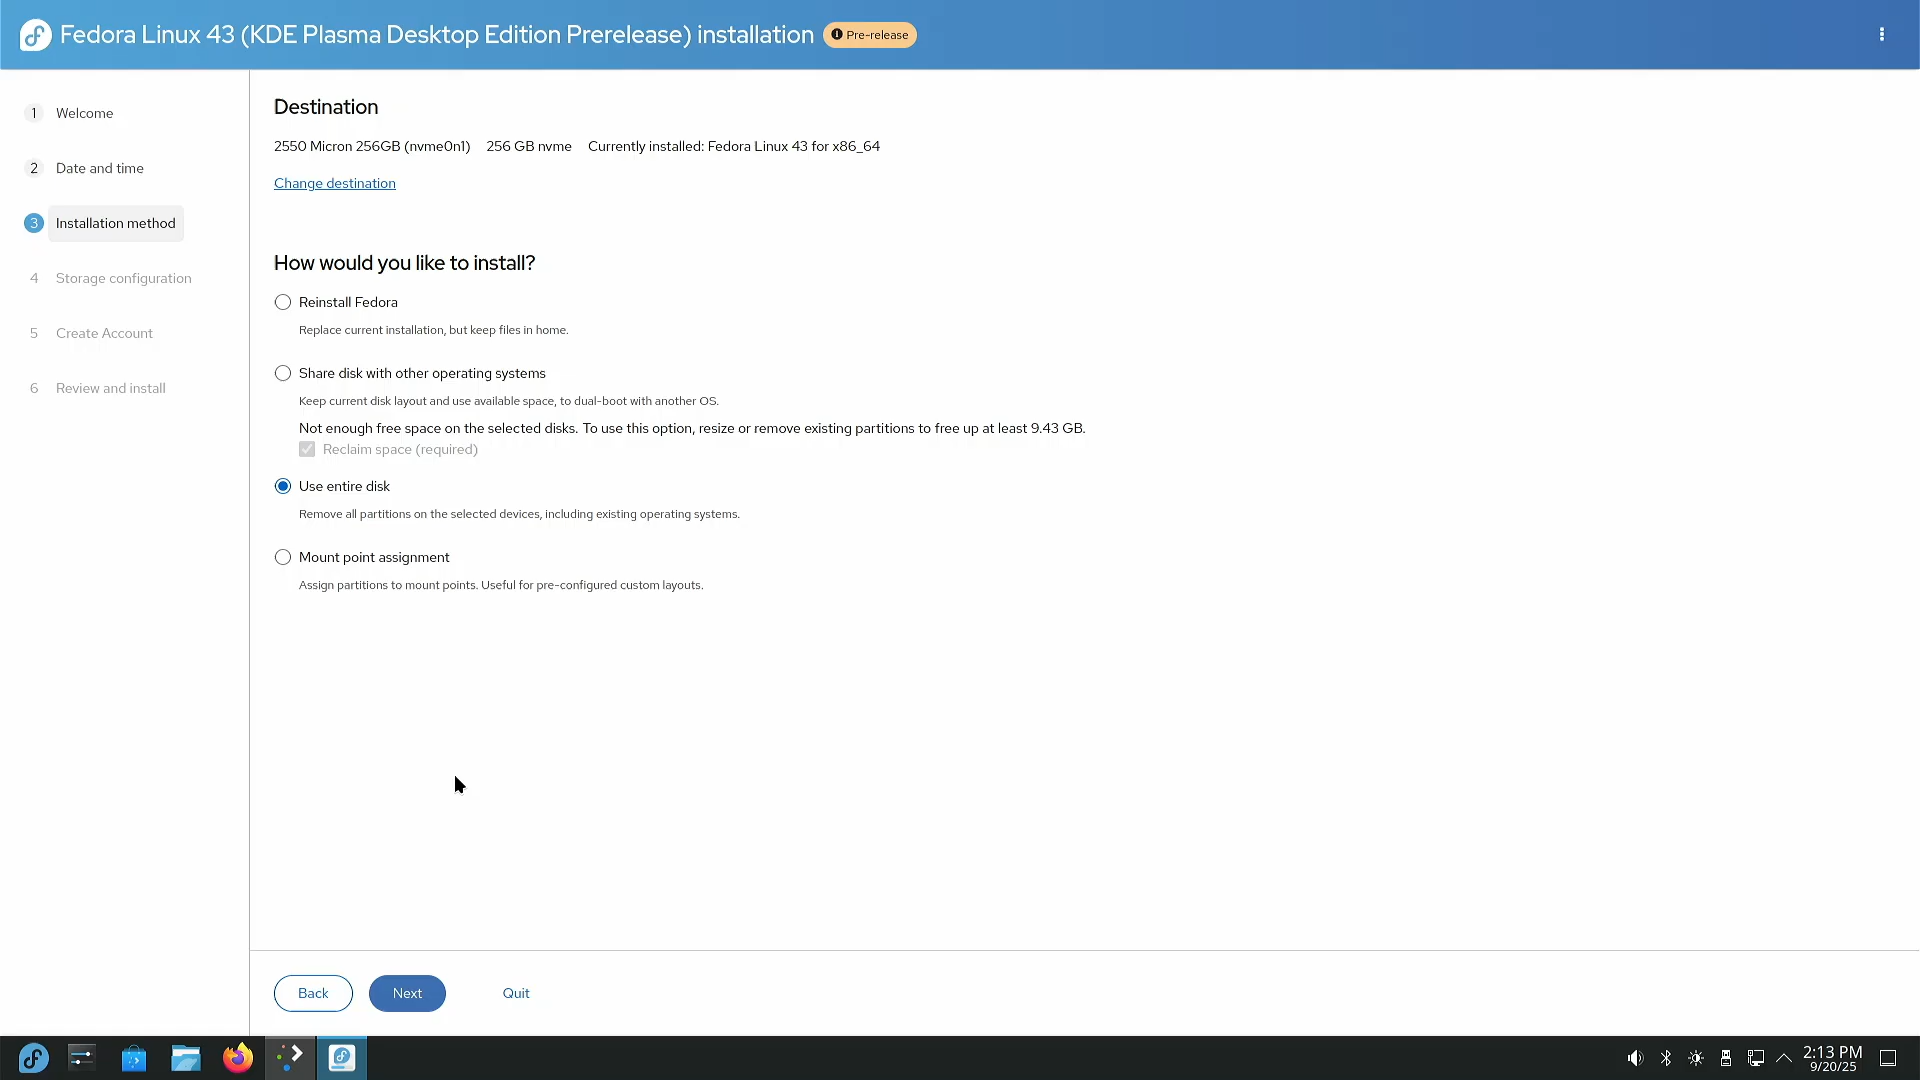 Fedora Linux 43 (KDE Plasma Desktop Edition Prerelease) installation
Pre-release
1 Welcome
2 Date and time
3 Installation method
4 Storage configuration
5 Create Account
6 Review and install
Destination
2550 Micron 256GB (nvme0n1) 256 GB nvme Currently installed: Fedora Linux 43 for x86_64
Change destination
How would you like to install?
Reinstall Fedora
Replace current installation, but keep files in home.
Share disk with other operating systems
Keep current disk layout and use available space, to dual-boot with another OS.
Not enough free space on the selected disks. To use this option, resize or remove existing partitions to free up at least 9.43 GB.
Reclaim space (required)
Use entire disk
Remove all partitions on the selected devices, including existing operating systems.
Mount point assignment
Assign partitions to mount points. Useful for pre-configured custom layouts.
Back Next Quit
2:13 PM
9/20/25